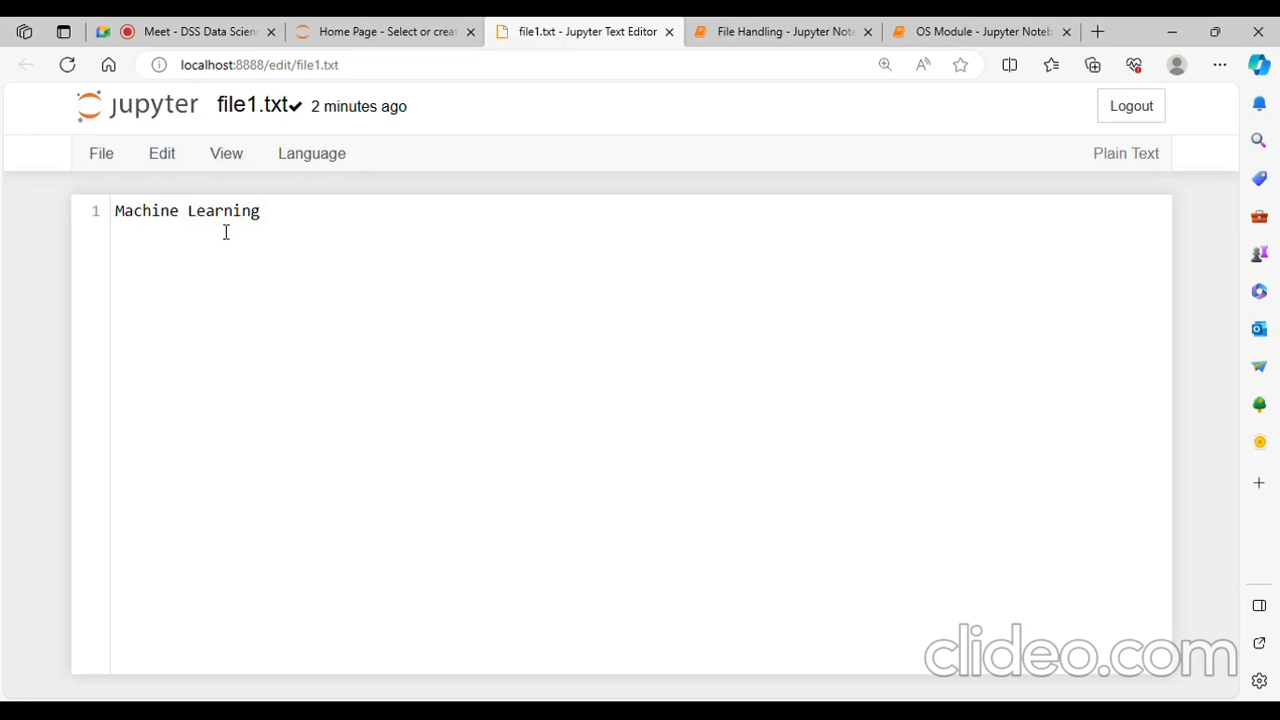 Meet - DSS Data Scien
Home Page - Select or creat
file1.txt - Jupyter Text Editor
File Handling - Jupyter Note
OS Module - Jupyter Noteb
localhost:8888/edit/file1.txt
jupyter
file1.txt
2 minutes ago
Logout
File
Edit
View
Language
Plain Text
1
Machine Learning
clideo.com